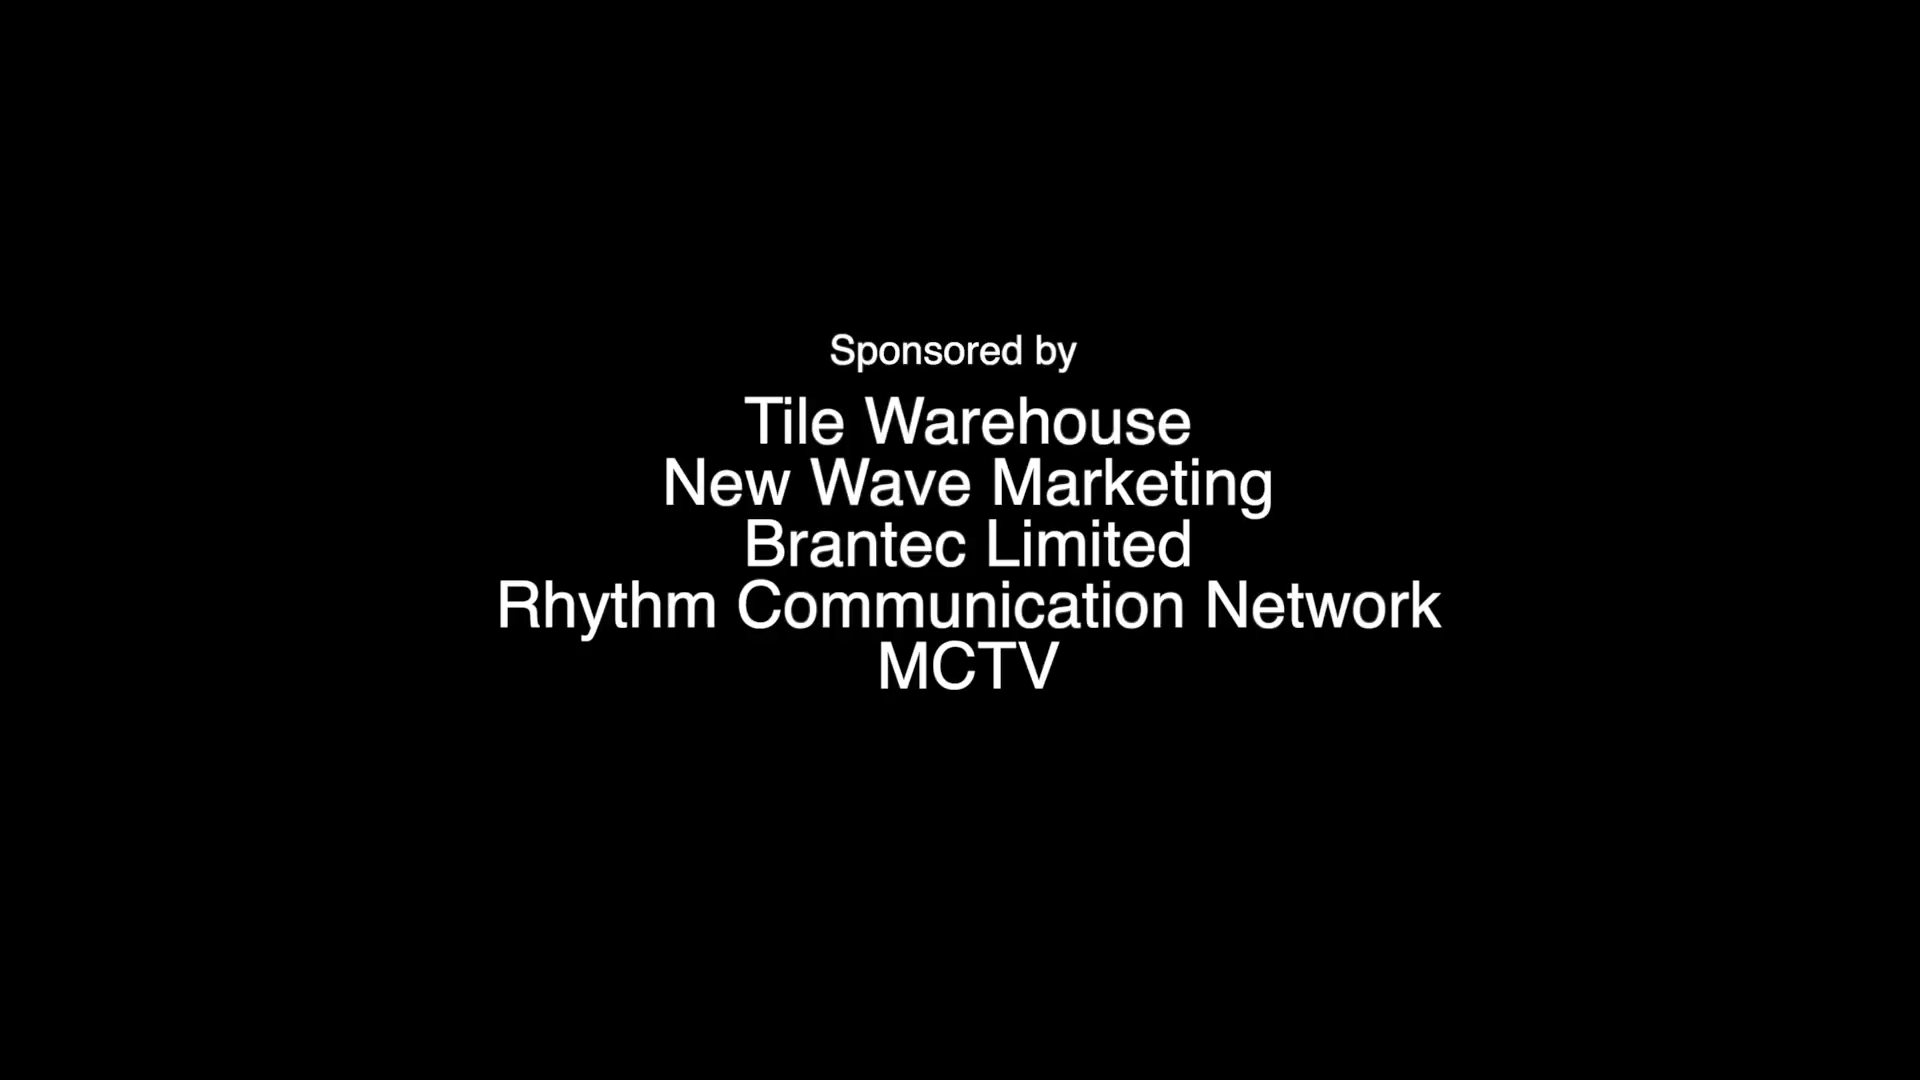 Sponsored by
Tile Warehouse
New Wave Marketing
Brantec Limited
Rhythm Communication Network
MCTV